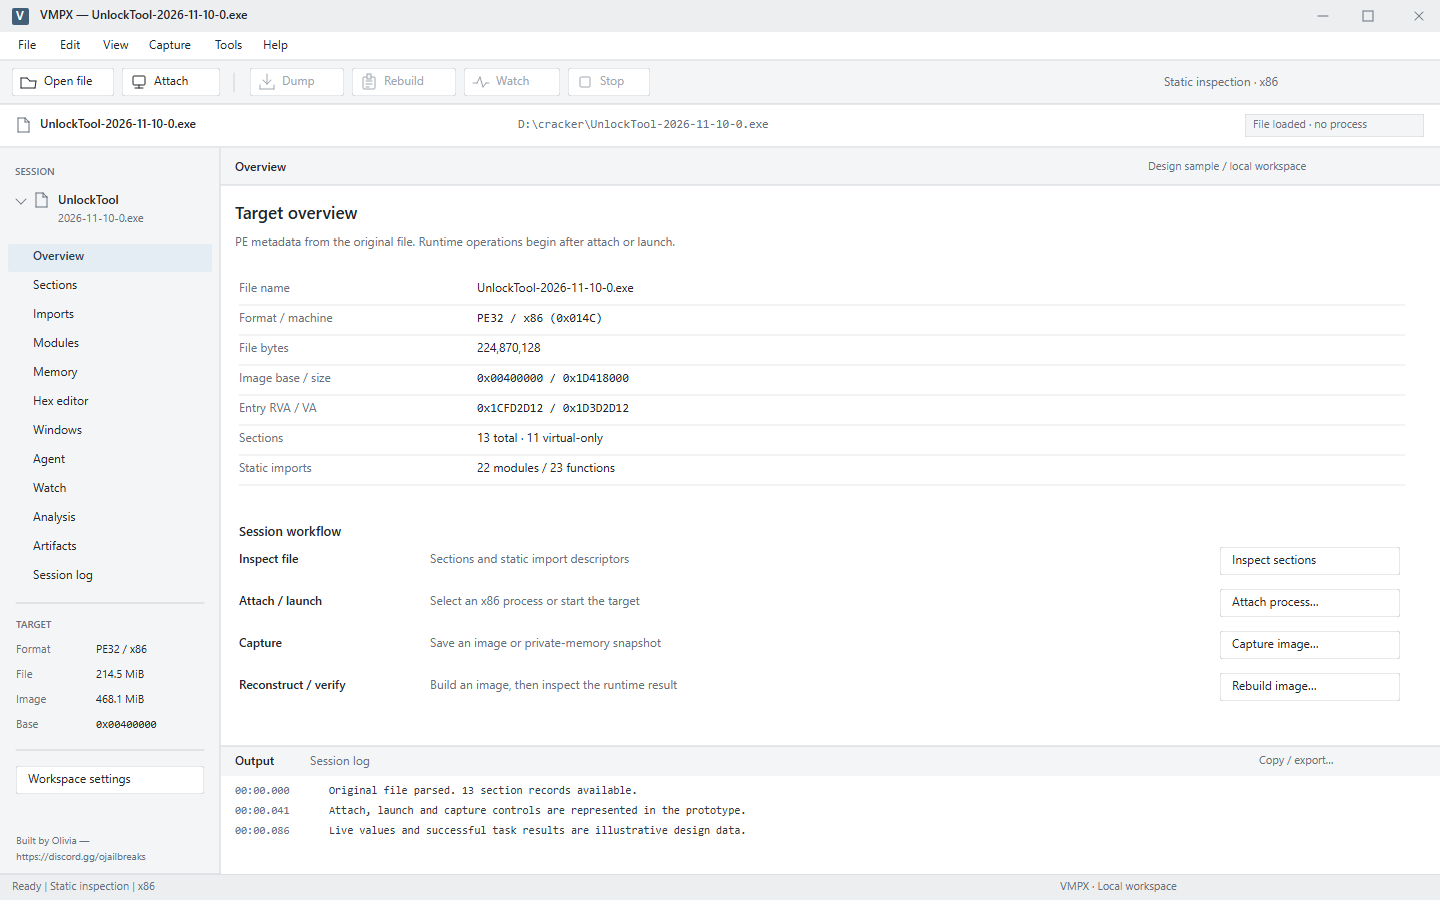 V VMPX — UnlockTool-2026-11-10-0.exe
File Edit View Capture Tools Help
Open file Attach Dump Rebuild Watch Stop Static inspection · x86
UnlockTool-2026-11-10-0.exe D:\cracker\UnlockTool-2026-11-10-0.exe File loaded · no process
SESSION
UnlockTool
2026-11-10-0.exe
Overview
Sections
Imports
Modules
Memory
Hex editor
Windows
Agent
Watch
Analysis
Artifacts
Session log
TARGET
Format PE32 / x86
File 214.5 MiB
Image 468.1 MiB
Base 0x00400000
Workspace settings
Built by Olivia —
https://discord.gg/ojailbreaks
Overview Design sample / local workspace
Target overview
PE metadata from the original file. Runtime operations begin after attach or launch.
File name UnlockTool-2026-11-10-0.exe
Format / machine PE32 / x86 (0x014C)
File bytes 224,870,128
Image base / size 0x00400000 / 0x1D418000
Entry RVA / VA 0x1CFD2D12 / 0x1D3D2D12
Sections 13 total · 11 virtual-only
Static imports 22 modules / 23 functions
Session workflow
Inspect file Sections and static import descriptors Inspect sections
Attach / launch Select an x86 process or start the target Attach process...
Capture Save an image or private-memory snapshot Capture image...
Reconstruct / verify Build an image, then inspect the runtime result Rebuild image...
Output Session log Copy / export...
00:00.000 Original file parsed. 13 section records available.
00:00.041 Attach, launch and capture controls are represented in the prototype.
00:00.086 Live values and successful task results are illustrative design data.
Ready | Static inspection | x86 VMPX · Local workspace